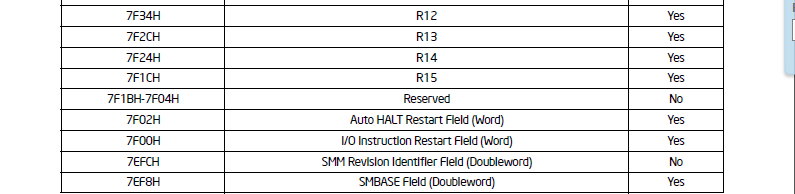 7F34H R12 Yes
7F2CH R13 Yes
7F24H R14 Yes
7F1CH R15 Yes
7F1BH-7F04H Reserved No
7F02H Auto HALT Restart Field (Word) Yes
7F00H I/O Instruction Restart Field (Word) Yes
7EFCH SMM Revision Identifier Field (Doubleword) No
7EF8H SMBASE Field (Doubleword) Yes